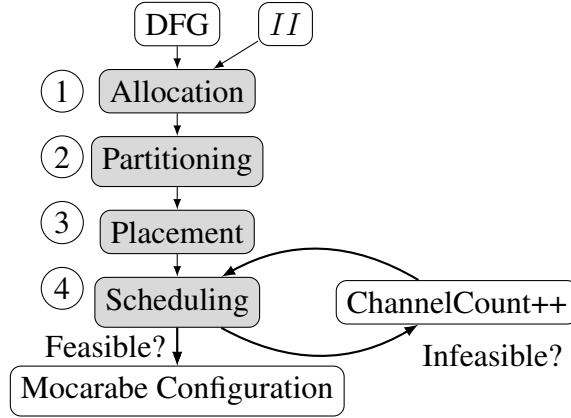 DFG II
1 Allocation
2 Partitioning
3 Placement
4 Scheduling
ChannelCount++
Feasible?
Infeasible?
Mocarabe Configuration